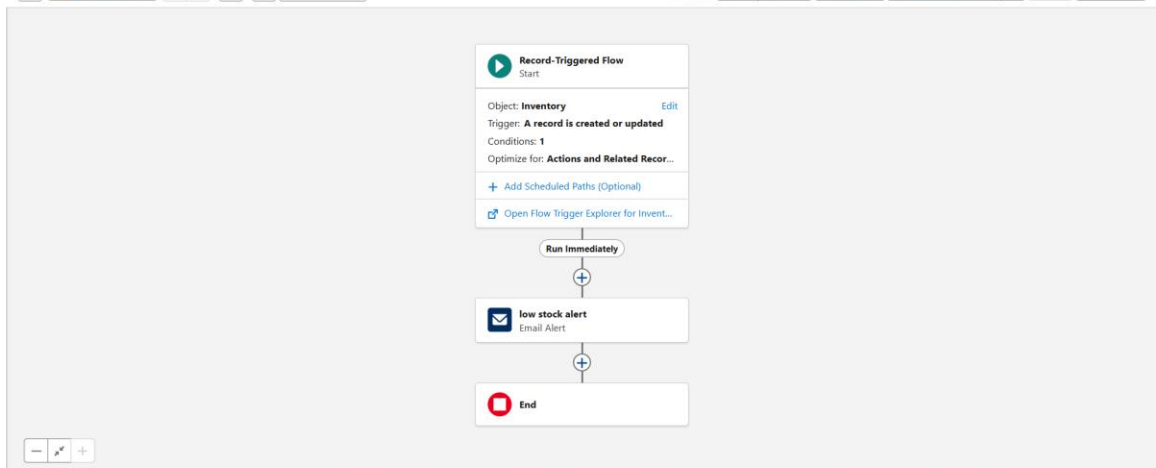 Record-Triggered Flow
Start
Object: Inventory Edit
Trigger: A record is created or updated
Conditions: 1
Optimize for: Actions and Related Recor...
+ Add Scheduled Paths (Optional)
Open Flow Trigger Explorer for Invent...
Run Immediately
low stock alert
Email Alert
End